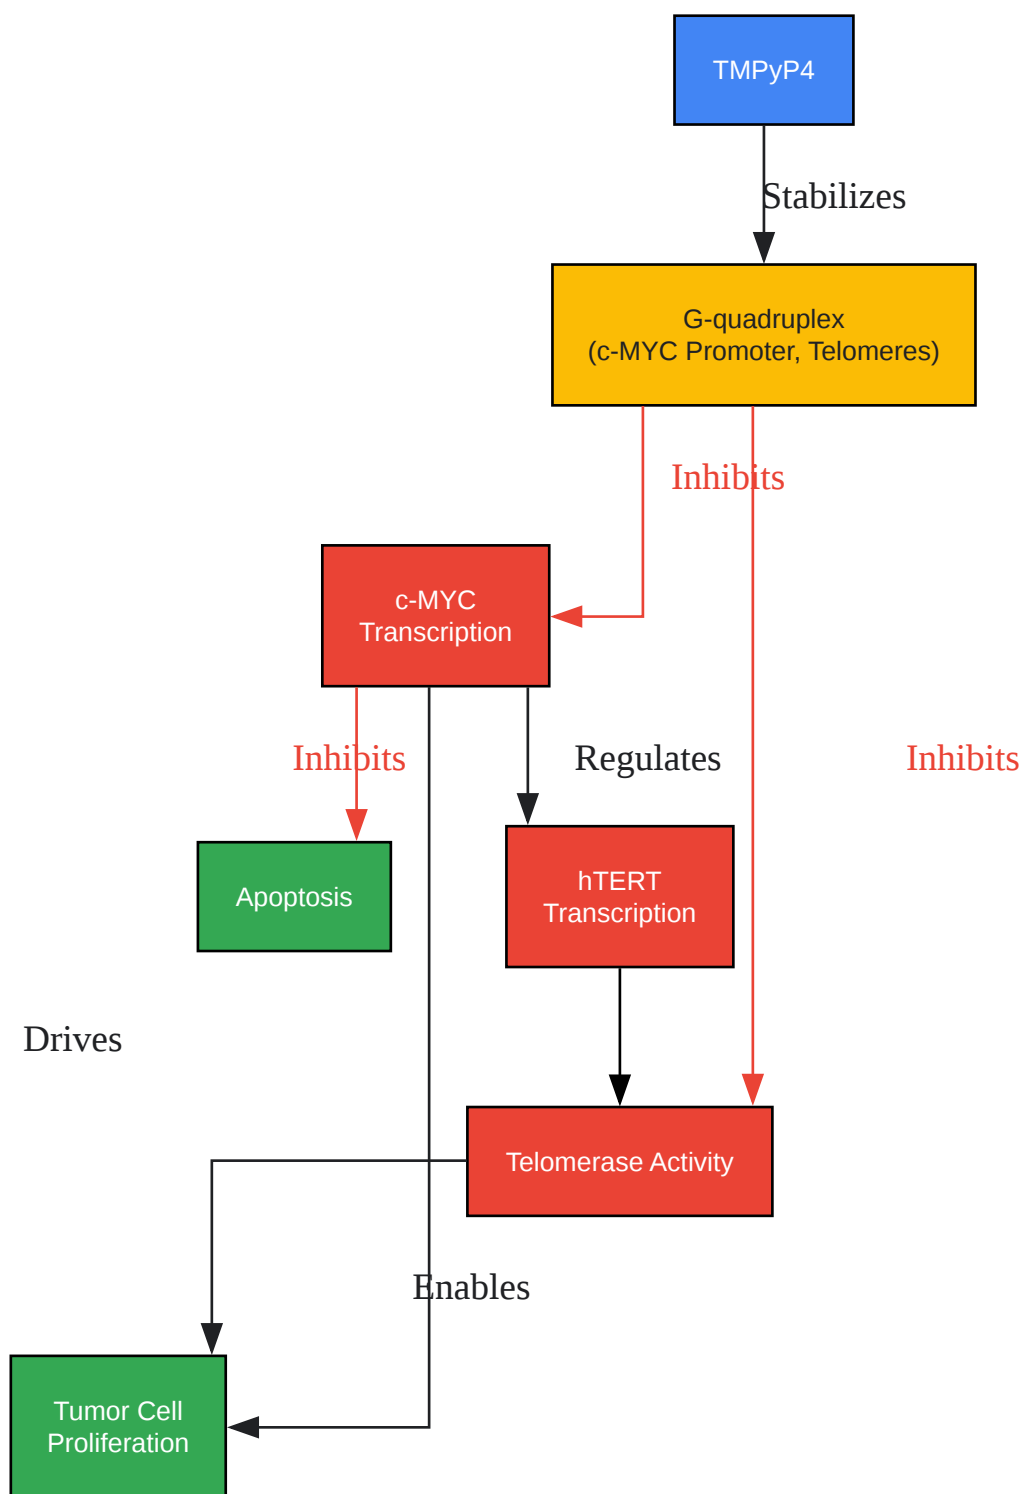 TMPyP4
Stabilizes
G-quadruplex
(c-MYC Promoter, Telomeres)
Inhibits
c-MYC
Transcription
Inhibits
Regulates
Inhibits
Apoptosis
hTERT
Transcription
Drives
Telomerase Activity
Enables
Tumor Cell
Proliferation